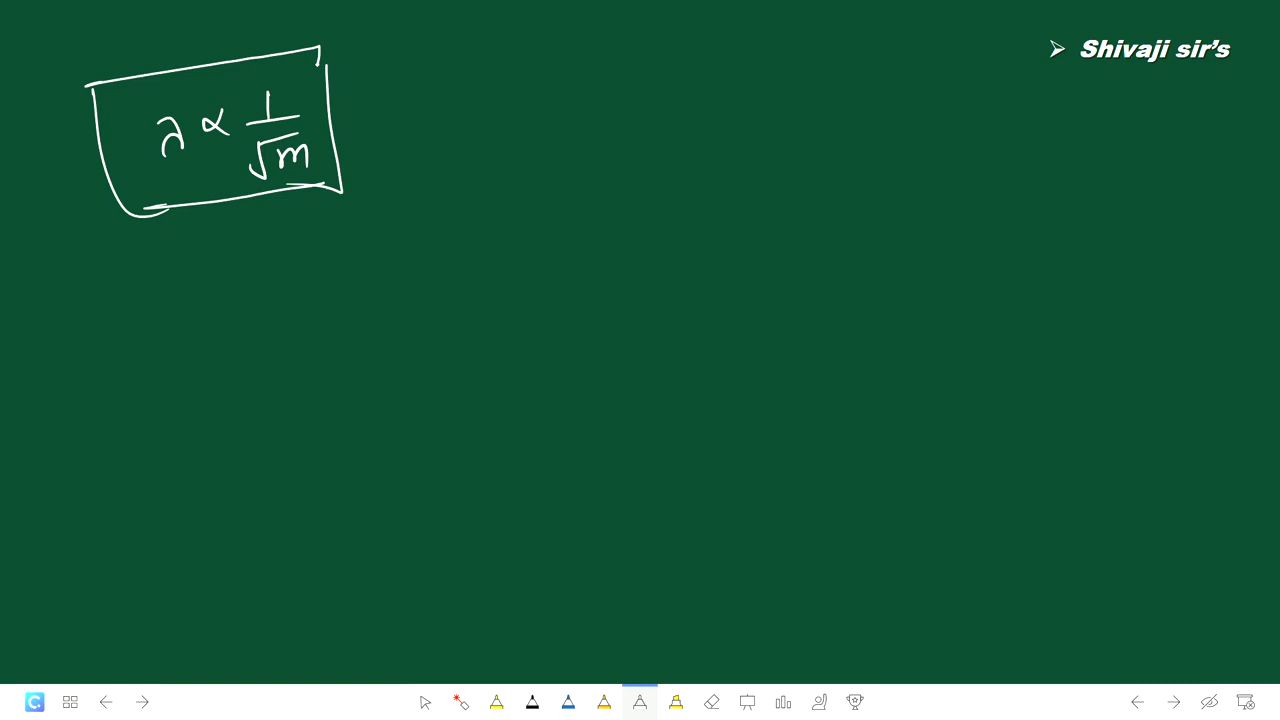 ➢ Shivaji sir's
λ ∝ 1/√m